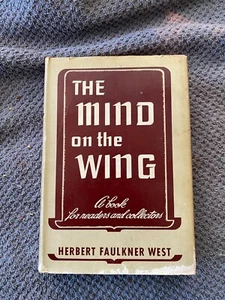 THE
MIND
on the
WING
A book
for readers and collectors
HERBERT FAULKNER WEST